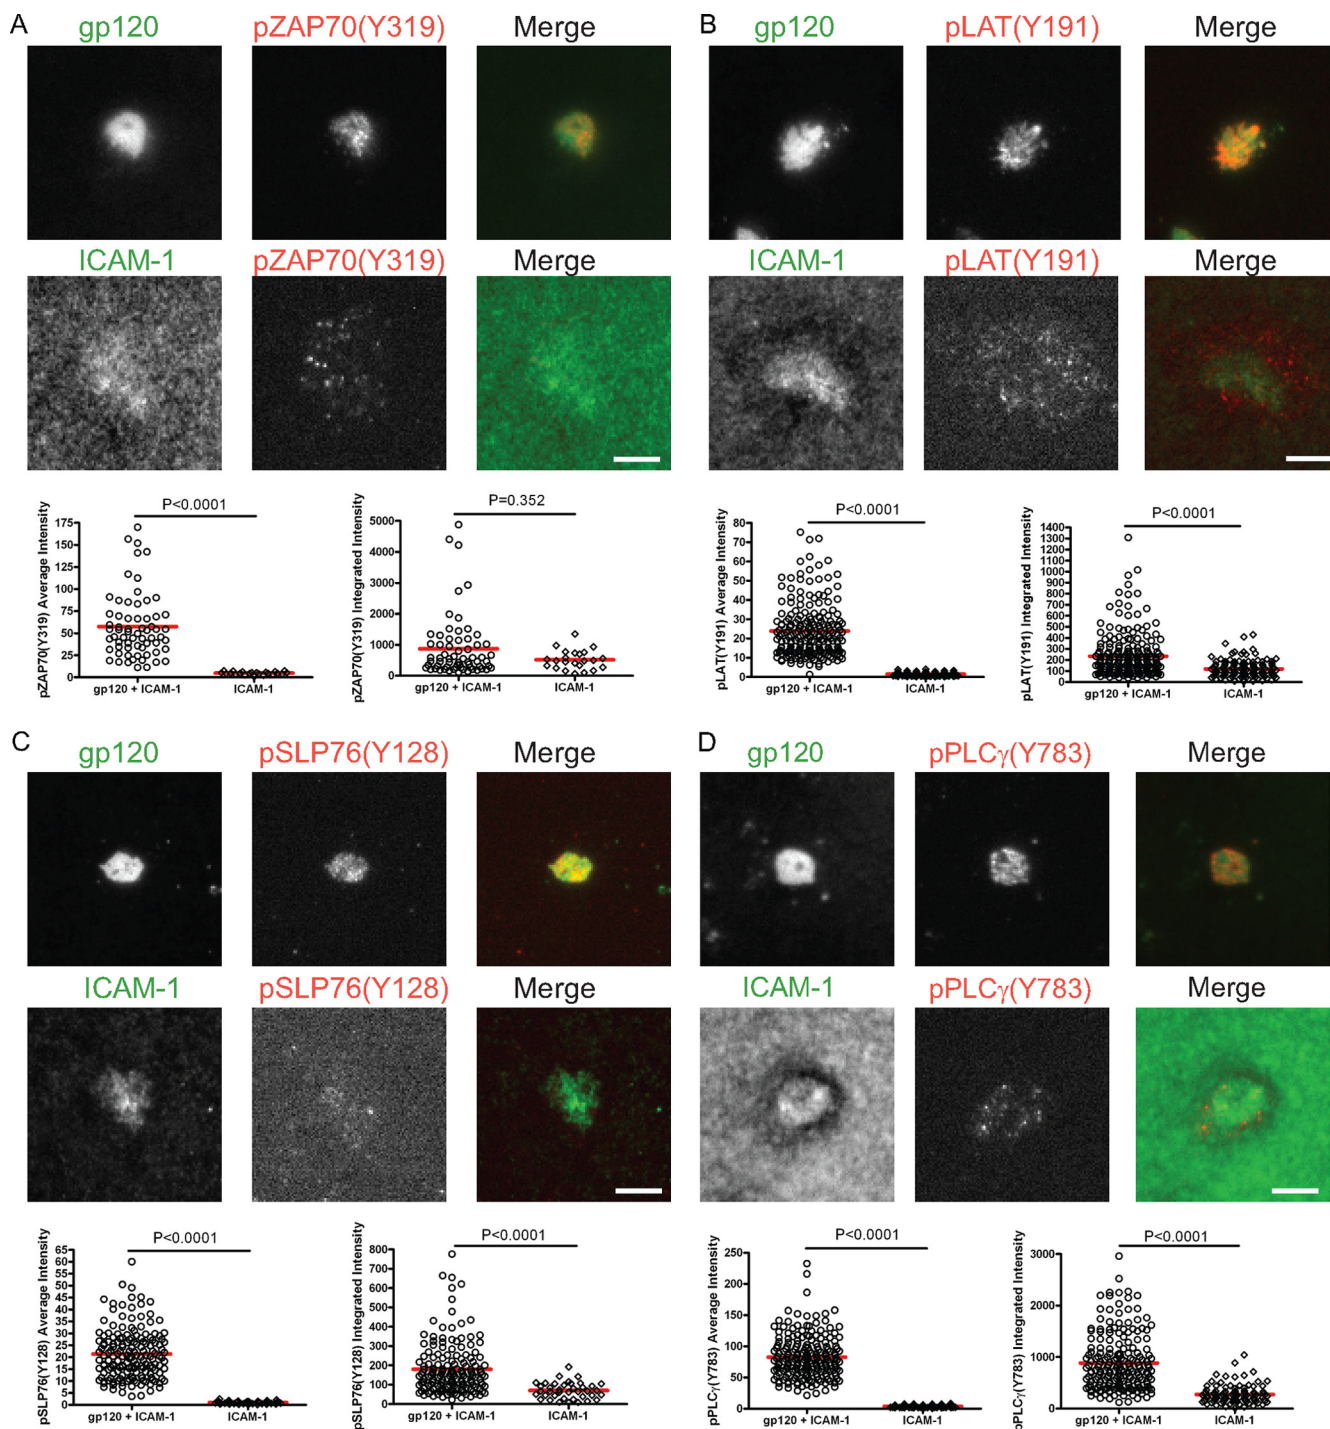 A
gp120 pZAP70(Y319) Merge
ICAM-1 pZAP70(Y319) Merge
P<0.0001
pZAP70(Y319) Average Intensity
175
150
125
100
75
50
25
0
gp120 + ICAM-1 ICAM-1
P=0.352
pZAP70(Y319) Integrated Intensity
5000
4000
3000
2000
1000
0
gp120 + ICAM-1 ICAM-1
B
gp120 pLAT(Y191) Merge
ICAM-1 pLAT(Y191) Merge
P<0.0001
pLAT(Y191) Average Intensity
80
70
60
50
40
30
20
10
0
gp120 + ICAM-1 ICAM-1
P<0.0001
pLAT(Y191) Integrated Intensity
1400
1300
1200
1100
1000
900
800
700
600
500
400
300
200
100
0
gp120 + ICAM-1 ICAM-1
C
gp120 pSLP76(Y128) Merge
ICAM-1 pSLP76(Y128) Merge
P<0.0001
pSLP76(Y128) Average Intensity
65
60
55
50
45
40
35
30
25
20
15
10
5
0
gp120 + ICAM-1 ICAM-1
P<0.0001
pSLP76(Y128) Integrated Intensity
800
700
600
500
400
300
200
100
0
gp120 + ICAM-1 ICAM-1
D
gp120 pPLCγ(Y783) Merge
ICAM-1 pPLCγ(Y783) Merge
P<0.0001
pPLCγ(Y783) Average Intensity
250
200
150
100
50
0
gp120 + ICAM-1 ICAM-1
P<0.0001
pPLCγ(Y783) Integrated Intensity
3000
2000
1000
0
gp120 + ICAM-1 ICAM-1